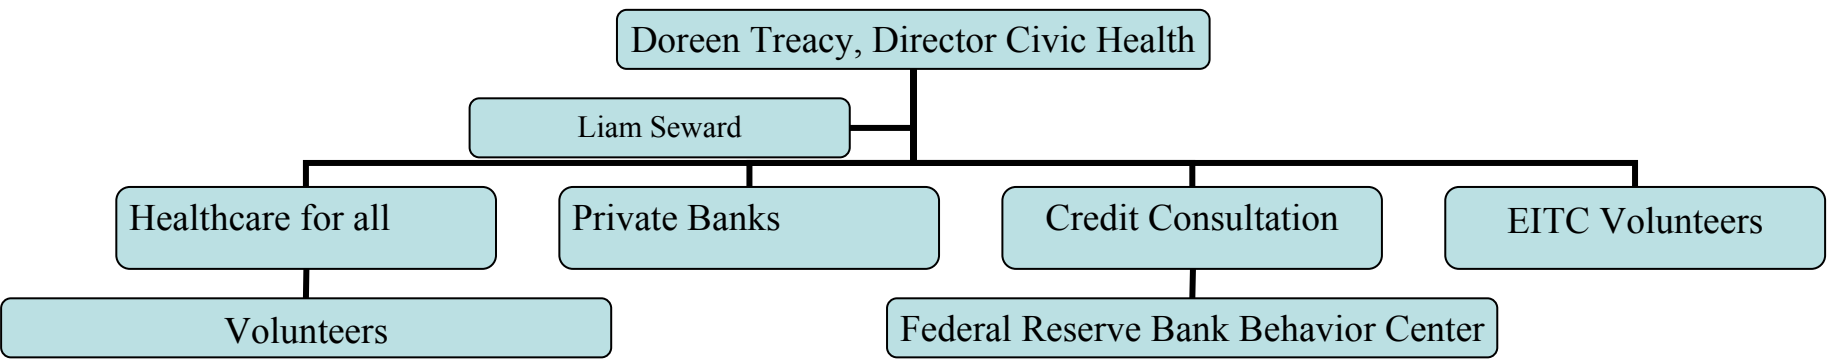 Doreen Treacy, Director Civic Health
Liam Seward
Healthcare for all
Private Banks
Credit Consultation
EITC Volunteers
Volunteers
Federal Reserve Bank Behavior Center